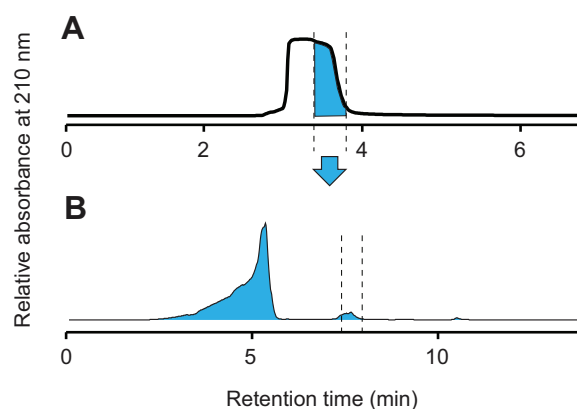 A
0 2 4 6
B
0 5 10
Relative absorbance at 210 nm
Retention time (min)